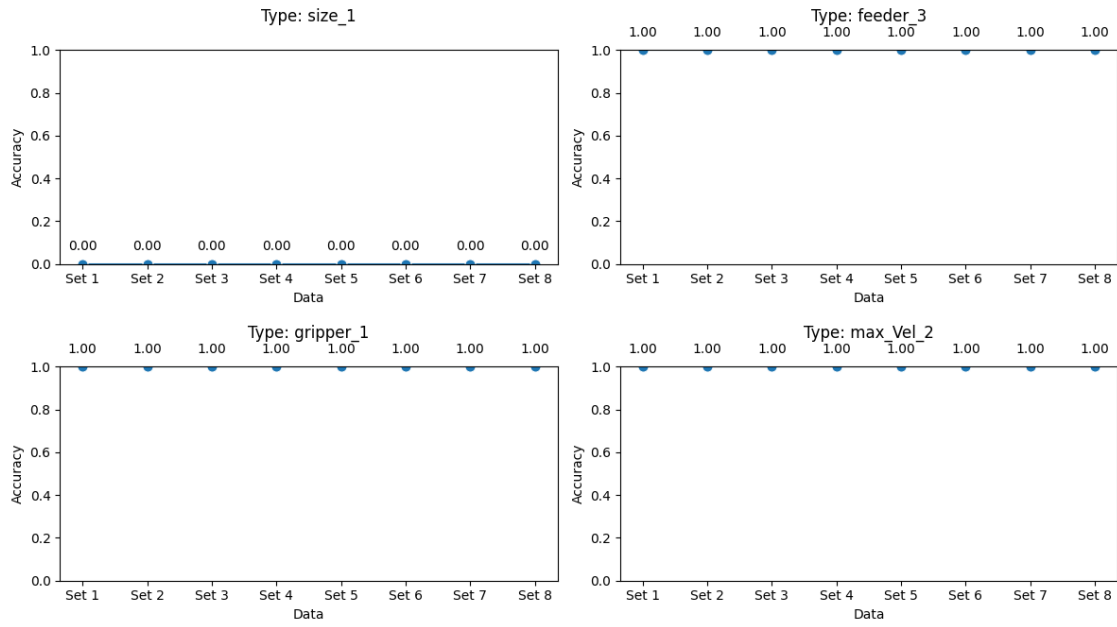 Type: size_1
1.0
0.8
0.6
0.4
0.2
0.0
Accuracy
0.00 0.00 0.00 0.00 0.00 0.00 0.00 0.00
Set 1 Set 2 Set 3 Set 4 Set 5 Set 6 Set 7 Set 8
Data
Type: feeder_3
1.00 1.00 1.00 1.00 1.00 1.00 1.00 1.00
1.0
0.8
0.6
0.4
0.2
0.0
Accuracy
Set 1 Set 2 Set 3 Set 4 Set 5 Set 6 Set 7 Set 8
Data
Type: gripper_1
1.00 1.00 1.00 1.00 1.00 1.00 1.00 1.00
1.0
0.8
0.6
0.4
0.2
0.0
Accuracy
Set 1 Set 2 Set 3 Set 4 Set 5 Set 6 Set 7 Set 8
Data
Type: max_Vel_2
1.00 1.00 1.00 1.00 1.00 1.00 1.00 1.00
1.0
0.8
0.6
0.4
0.2
0.0
Accuracy
Set 1 Set 2 Set 3 Set 4 Set 5 Set 6 Set 7 Set 8
Data